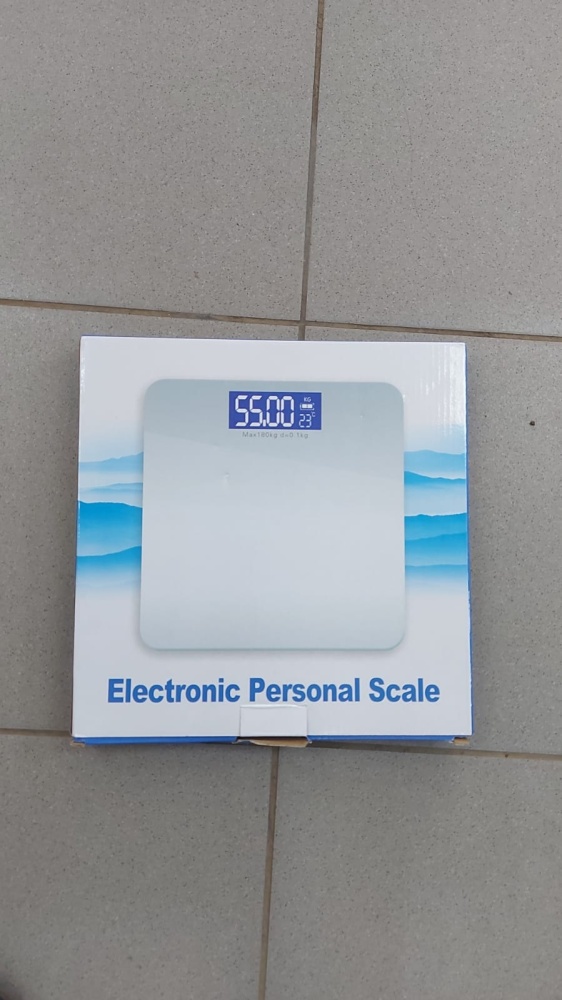 55.00 KG
23°C
Max180kg d=0.1kg
Electronic Personal Scale